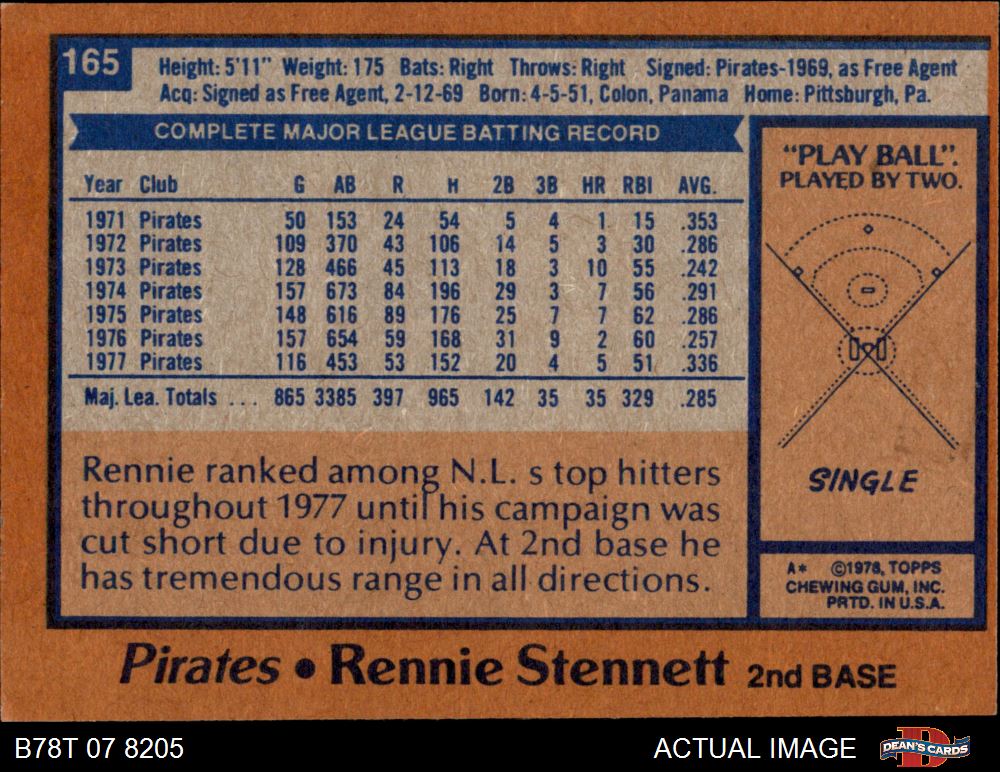 165
Height: 5'11" Weight: 175 Bats: Right Throws: Right Signed: Pirates-1969, as Free Agent
Acq: Signed as Free Agent, 2-12-69 Born: 4-5-51, Colon, Panama Home: Pittsburgh, Pa.
COMPLETE MAJOR LEAGUE BATTING RECORD
Year Club G AB R H 2B 3B HR RBI AVG.
1971 Pirates 50 153 24 54 5 4 1 15 .353
1972 Pirates 109 370 43 106 14 5 3 30 .286
1973 Pirates 128 466 45 113 18 3 10 55 .242
1974 Pirates 157 673 84 196 29 3 7 56 .291
1975 Pirates 148 616 89 176 25 7 7 62 .286
1976 Pirates 157 654 59 168 31 9 2 60 .257
1977 Pirates 116 453 53 152 20 4 5 51 .336
Maj. Lea. Totals ... 865 3385 397 965 142 35 35 329 .285
Rennie ranked among N.L. s top hitters
throughout 1977 until his campaign was
cut short due to injury. At 2nd base he
has tremendous range in all directions.
"PLAY BALL".
PLAYED BY TWO.
SINGLE
A* ©1978, TOPPS
CHEWING GUM, INC.
PRTD. IN U.S.A.
Pirates • Rennie Stennett 2nd BASE
B78T 07 8205
ACTUAL IMAGE
DEAN'S CARDS